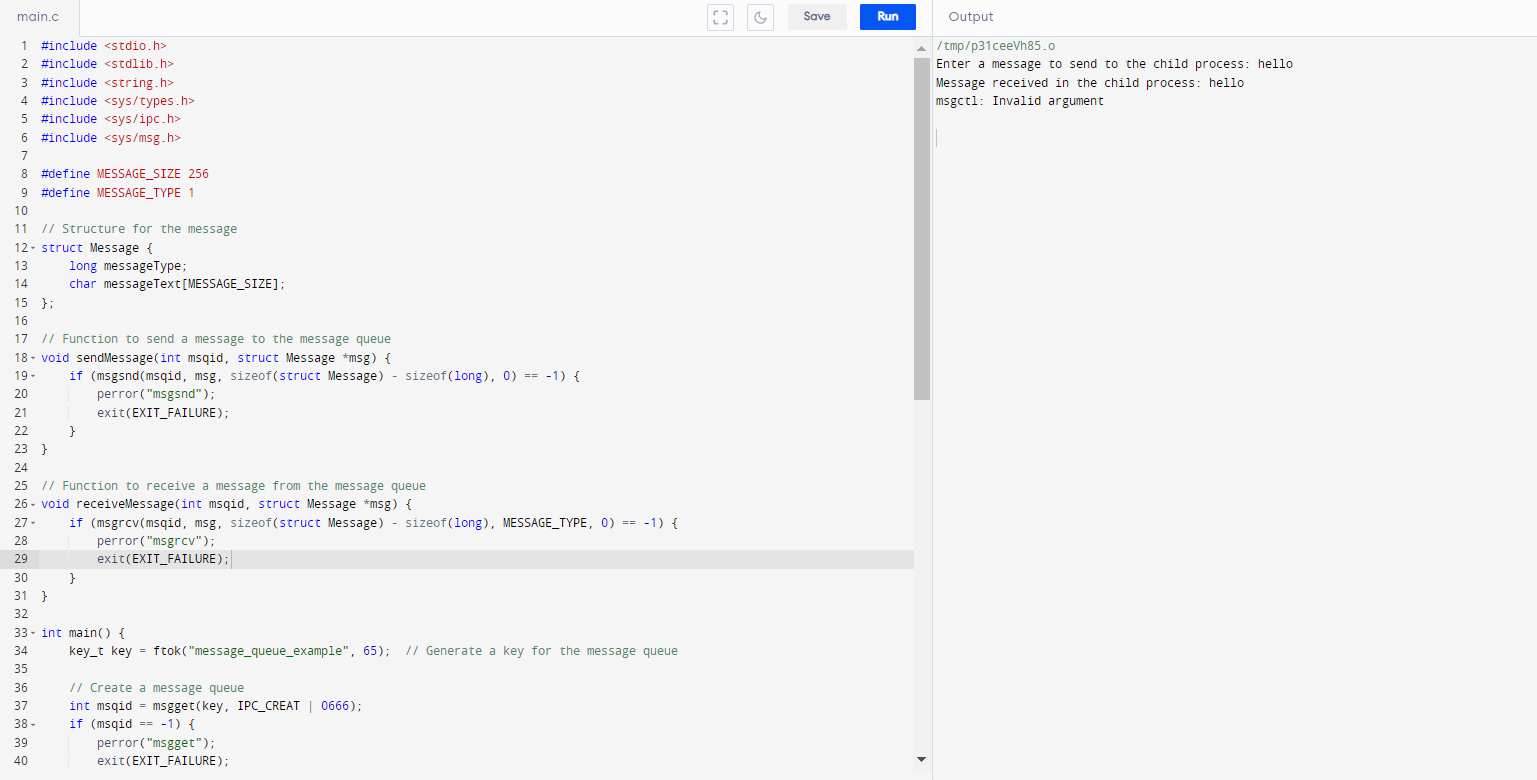 main.c
Save
Run
Output
1 #include <stdio.h>
2 #include <stdlib.h>
3 #include <string.h>
4 #include <sys/types.h>
5 #include <sys/ipc.h>
6 #include <sys/msg.h>
7
8 #define MESSAGE_SIZE 256
9 #define MESSAGE_TYPE 1
10
11 // Structure for the message
12 struct Message {
13     long messageType;
14     char messageText[MESSAGE_SIZE];
15 };
16
17 // Function to send a message to the message queue
18 void sendMessage(int msqid, struct Message *msg) {
19     if (msgsnd(msqid, msg, sizeof(struct Message) - sizeof(long), 0) == -1) {
20         perror("msgsnd");
21         exit(EXIT_FAILURE);
22     }
23 }
24
25 // Function to receive a message from the message queue
26 void receiveMessage(int msqid, struct Message *msg) {
27     if (msgrcv(msqid, msg, sizeof(struct Message) - sizeof(long), MESSAGE_TYPE, 0) == -1) {
28         perror("msgrcv");
29         exit(EXIT_FAILURE);
30     }
31 }
32
33 int main() {
34     key_t key = ftok("message_queue_example", 65);  // Generate a key for the message queue
35
36     // Create a message queue
37     int msqid = msgget(key, IPC_CREAT | 0666);
38     if (msqid == -1) {
39         perror("msgget");
40         exit(EXIT_FAILURE);
/tmp/p31ceeVh85.o
Enter a message to send to the child process: hello
Message received in the child process: hello
msgctl: Invalid argument